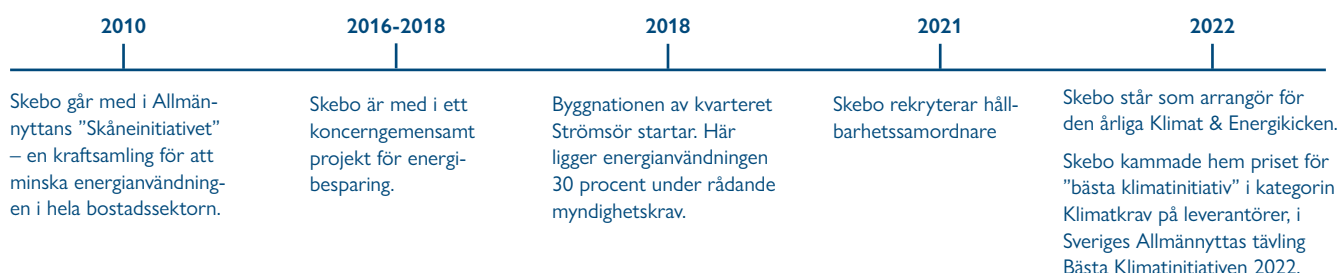 2010
Skebo går med i Allmän-
nyttans ”Skåneinitiativet”
– en kraftsamling för att
minska energianvändning-
en i hela bostadssektorn.
2016-2018
Skebo är med i ett
koncerngemensamt
projekt för energi-
besparing.
2018
Byggnationen av kvarteret
Strömsör startar. Här
ligger energianvändningen
30 procent under rådande
myndighetskrav.
2021
Skebo rekryterar håll-
barhetssamordnare
2022
Skebo står som arrangör för
den årliga Klimat & Energikicken.
Skebo kammade hem priset för
”bästa klimatinitiativ” i kategorin
Klimatkrav på leverantörer, i
Sveriges Allmännyttas tävling
Bästa Klimatinitiativen 2022.